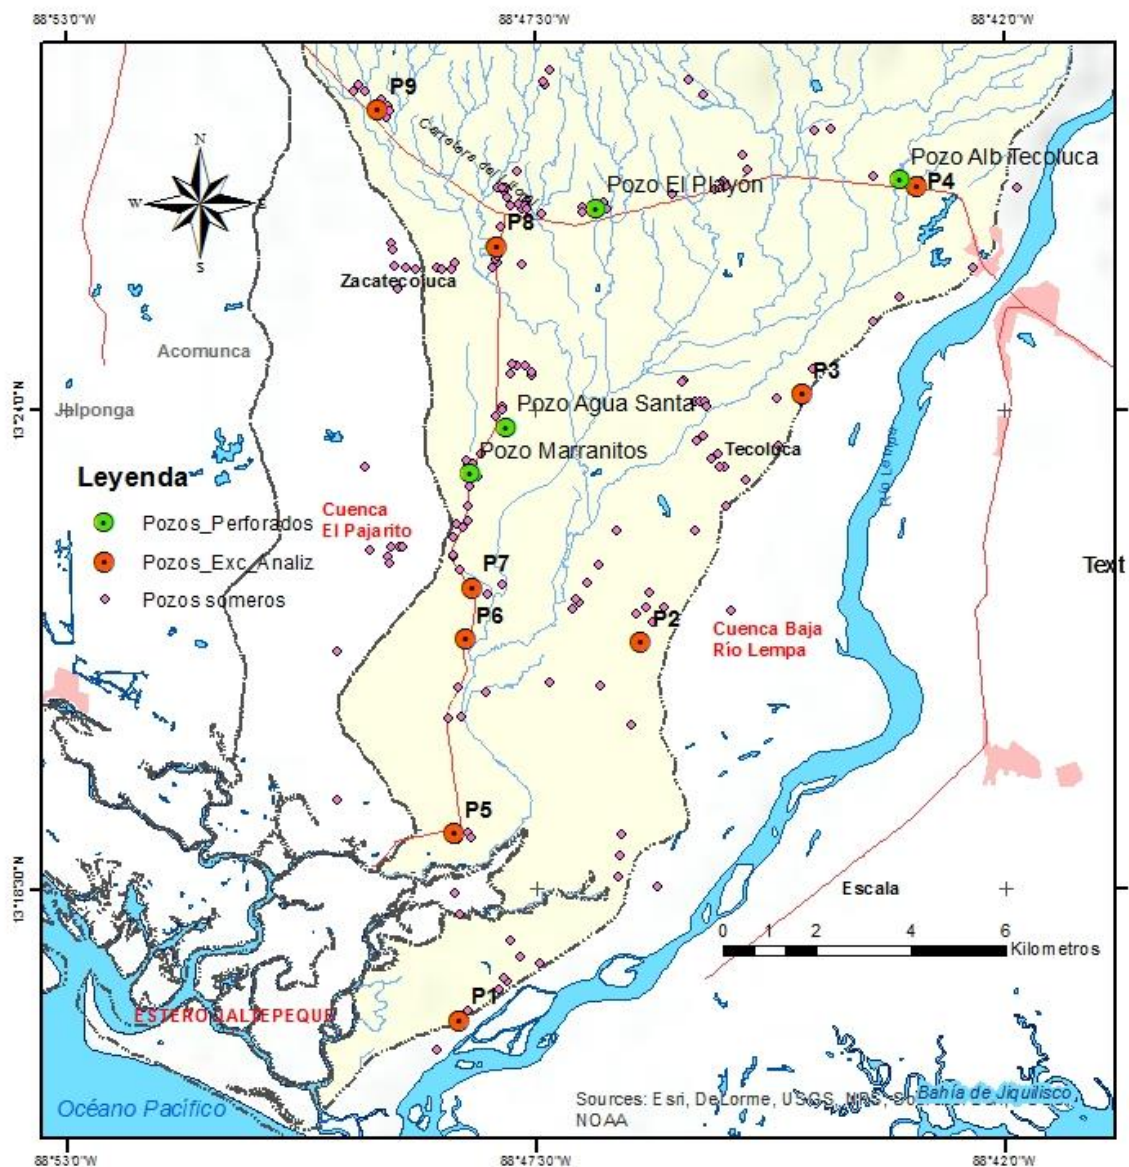 88°53'0"W
88°47'30"W
88°42'0"W
P9
Carretera del Litoral
Pozo Alb Tecoluca
P4
Pozo El Playon
N
W
E
S
P8
Zacatecoluca
Acomunca
P3
13°21'0"N
Jalponga
Pozo Agua Santa
Pozo Marranitos
Tecoluca
Río Lempa
Leyenda
Pozos_Perforados
Pozos_Exc_Analiz
Pozos someros
Cuenca
El Pajarito
P7
Text
P6
P2
Cuenca Baja
Río Lempa
P5
13°18'30"N
Escala
0 1 2 4 6
Kilometros
P1
ESTERO JALTEPEQUE
Océano Pacífico
Bahía de Jiquilisco
Sources: Esri, DeLorme, USGS, NPS,
NOAA
88°53'0"W
88°47'30"W
88°42'0"W